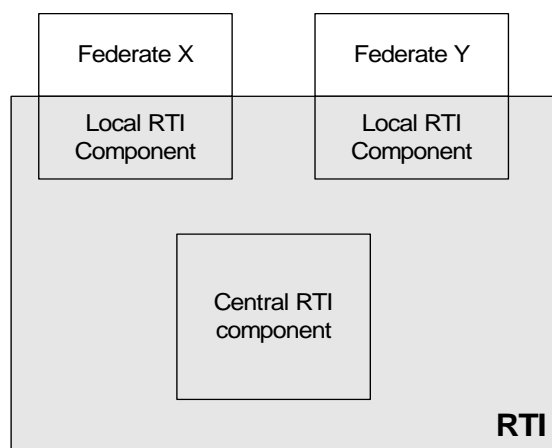 Federate X
Federate Y
Local RTI
Component
Local RTI
Component
Central RTI
component
RTI